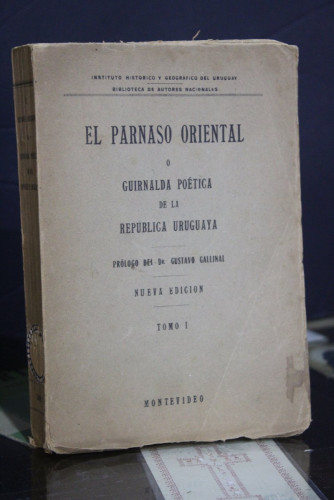 INSTITUTO HISTÓRICO Y GEOGRÁFICO DEL URUGUAY
BIBLIOTECA DE AUTORES NACIONALES
EL PARNASO ORIENTAL
O
GUIRNALDA POÉTICA
DE LA
REPÚBLICA URUGUAYA
PRÓLOGO DEL DR. GUSTAVO GALLINAL
NUEVA EDICION
TOMO I
MONTEVIDEO